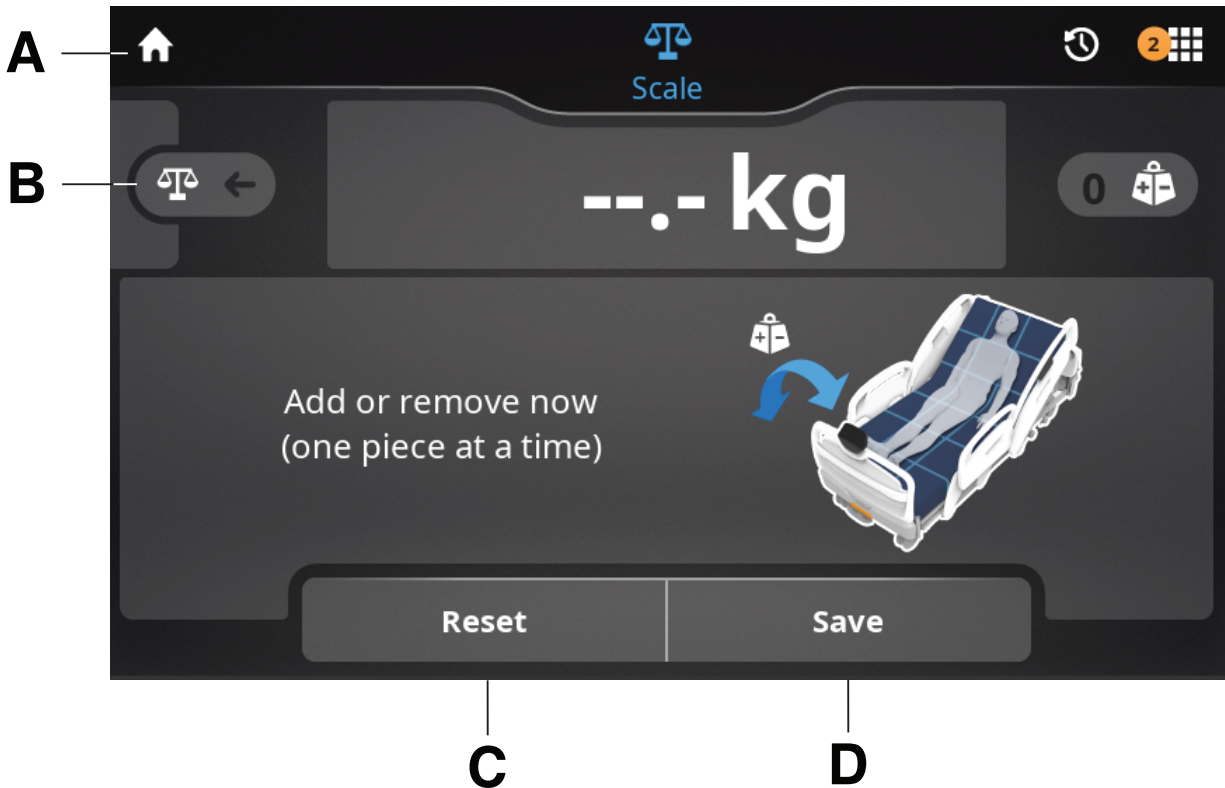 A
Scale
2
B
--.- kg
0
+ -
+ -
Add or remove now
(one piece at a time)
Reset
Save
C
D